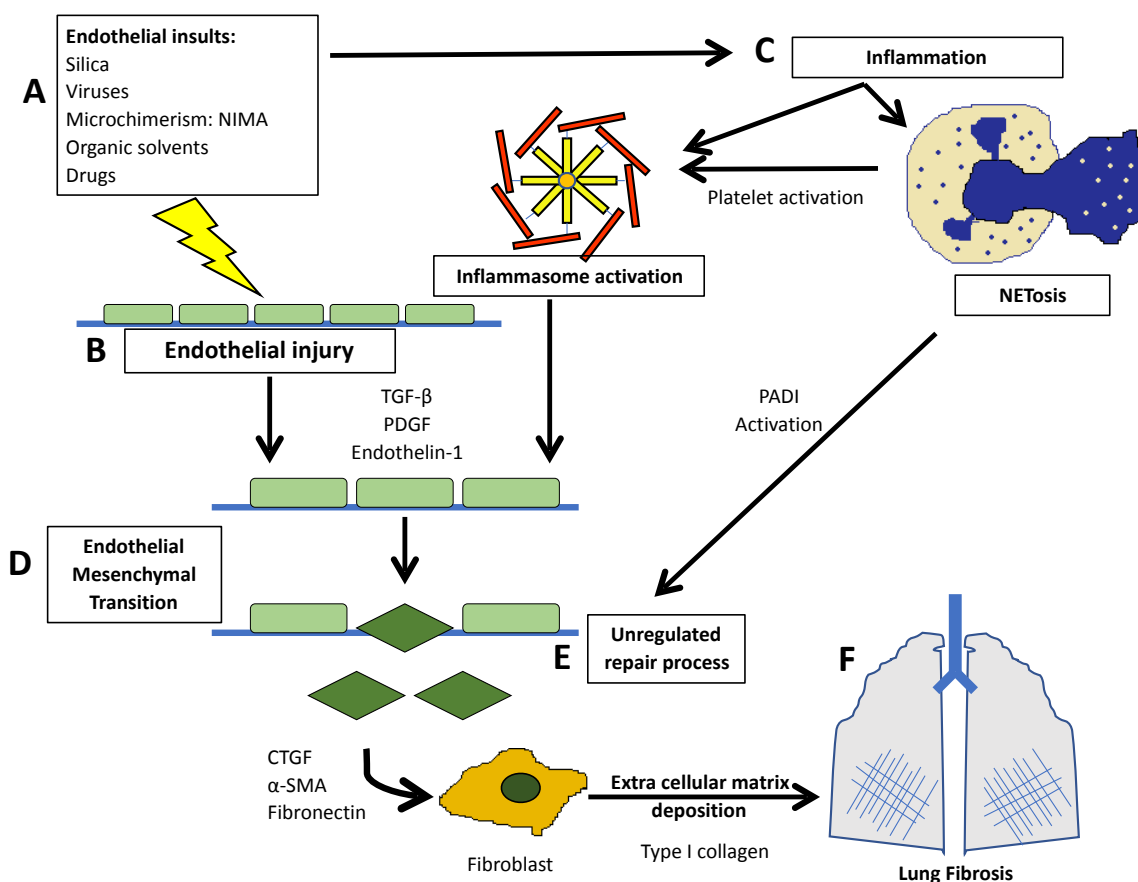 A
Endothelial insults:
Silica
Viruses
Microchimerism: NIMA
Organic solvents
Drugs
C
Inflammation
Platelet activation
Inflammasome activation
NETosis
B
Endothelial injury
TGF-β
PDGF
Endothelin-1
PADI
Activation
D
Endothelial
Mesenchymal
Transition
E
Unregulated
repair process
F
CTGF
α-SMA
Fibronectin
Fibroblast
Extra cellular matrix
deposition
Type I collagen
Lung Fibrosis